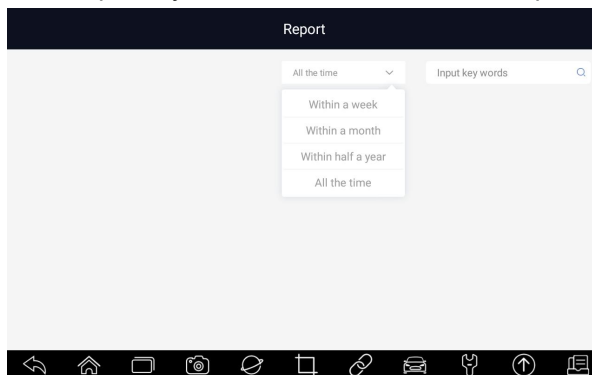 Report
All the time
Input key words
Within a week
Within a month
Within half a year
All the time